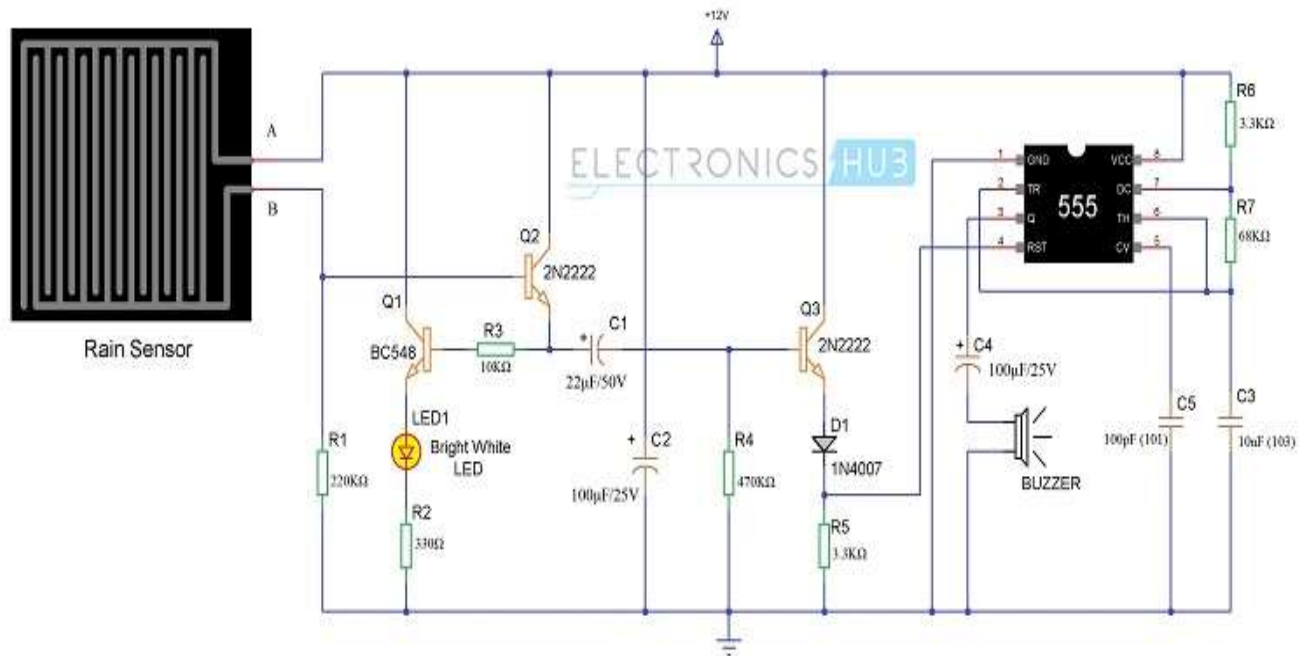 +12V
A
B
Rain Sensor
ELECTRONICS HUB
Q1
BC548
Q2
2N2222
R3
10KΩ
C1
+
22µF/50V
Q3
2N2222
LED1
Bright White
LED
R1
220KΩ
R2
330Ω
C2
+
100µF/25V
R4
470KΩ
D1
1N4007
R5
3.3KΩ
555
1
GND
VCC
8
2
TR
DC
7
3
Q
TH
6
4
RST
CV
5
R6
3.3KΩ
R7
68KΩ
+
C4
100µF/25V
BUZZER
C5
100pF (101)
C3
10nF (103)